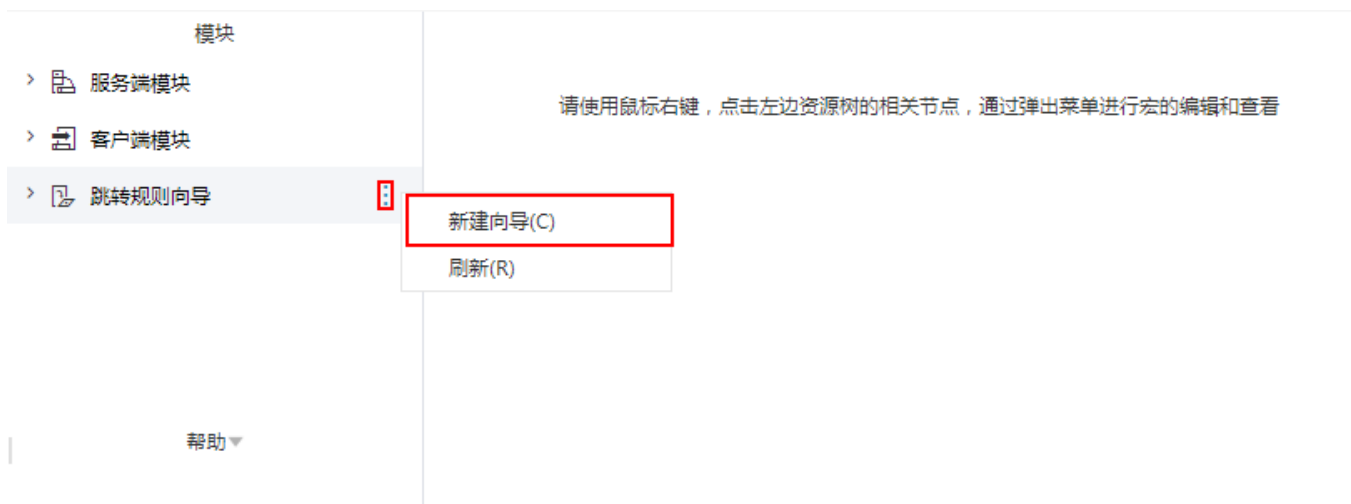 模块
服务端模块
客户端模块
跳转规则向导
新建向导(C)
刷新(R)
帮助
请使用鼠标右键，点击左边资源树的相关节点，通过弹出菜单进行宏的编辑和查看